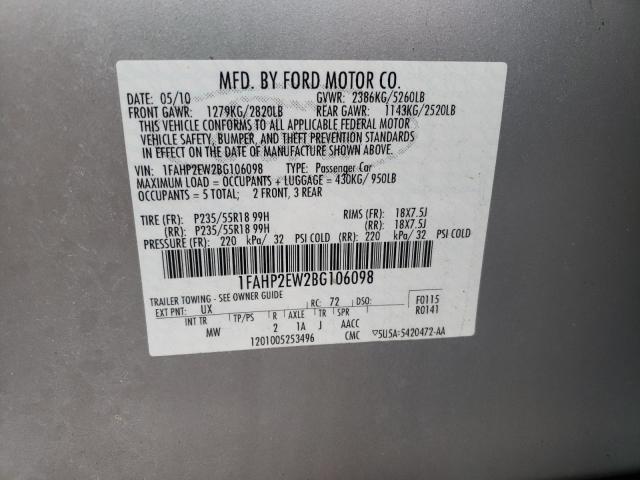 MFD. BY FORD MOTOR CO.
DATE: 05/10 GVWR: 2386KG/5260LB
FRONT GAWR: 1279KG/2820LB REAR GAWR: 1143KG/2520LB
THIS VEHICLE CONFORMS TO ALL APPLICABLE FEDERAL MOTOR
VEHICLE SAFETY, BUMPER, AND THEFT PREVENTION STANDARDS
IN EFFECT ON THE DATE OF MANUFACTURE SHOWN ABOVE.
VIN: 1FAHP2EW2BG106098 TYPE: Passenger Car
MAXIMUM LOAD = OCCUPANTS + LUGGAGE = 430KG/ 950LB
OCCUPANTS = 5 TOTAL; 2 FRONT, 3 REAR
TIRE (FR): P235/55R18 99H RIMS (FR): 18X7.5J
(RR): P235/55R18 99H (RR): 18X7.5J
PRESSURE (FR): 220 kPa/ 32 PSI COLD (RR): 220 kPa/ 32 PSI COLD
1FAHP2EW2BG106098
TRAILER TOWING - SEE OWNER GUIDE
EXT PNT: UX RC: 72 DSO: F0115
INT TR TP/PS R AXLE TR SPR R0141
MW 2 1A J AACC
1201005253496 CMC ▽5U5A-5420472-AA